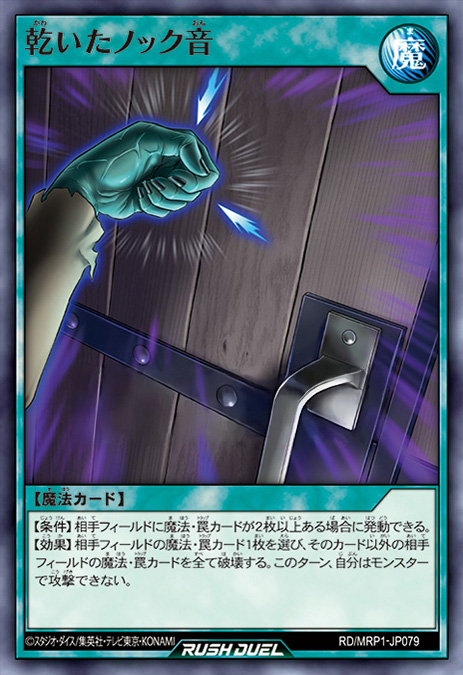 乾いたノック音
魔
【魔法カード】
【条件】相手フィールドに魔法・罠カードが2枚以上ある場合に発動できる。
【効果】相手フィールドの魔法・罠カード1枚を選び、そのカード以外の相手
フィールドの魔法・罠カードを全て破壊する。このターン、自分はモンスター
で攻撃できない。
©スタジオ・ダイス/集英社・テレビ東京・KONAMI
RUSH DUEL
RD/MRP1-JP079